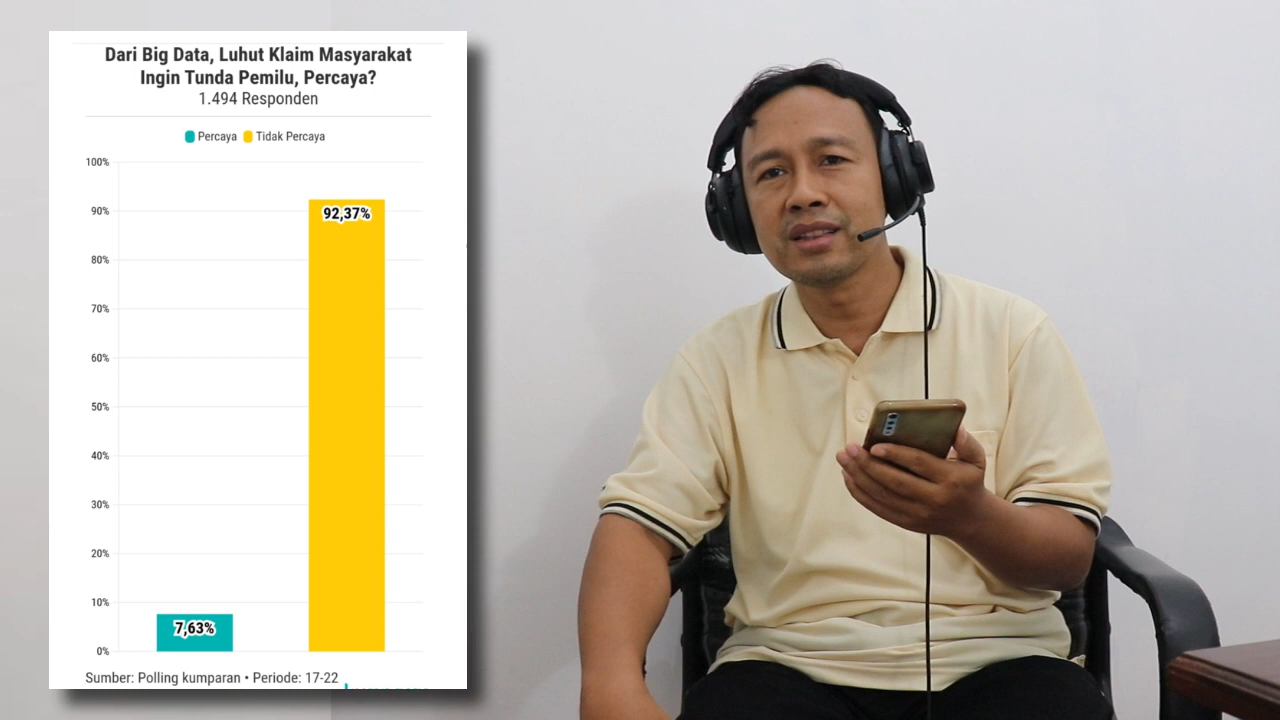 Dari Big Data, Luhut Klaim Masyarakat
Ingin Tunda Pemilu, Percaya?
1.494 Responden
Percaya Tidak Percaya
100%
90%
80%
70%
60%
50%
40%
30%
20%
10%
0%
92,37%
7,63%
Sumber: Polling kumparan • Periode: 17-22